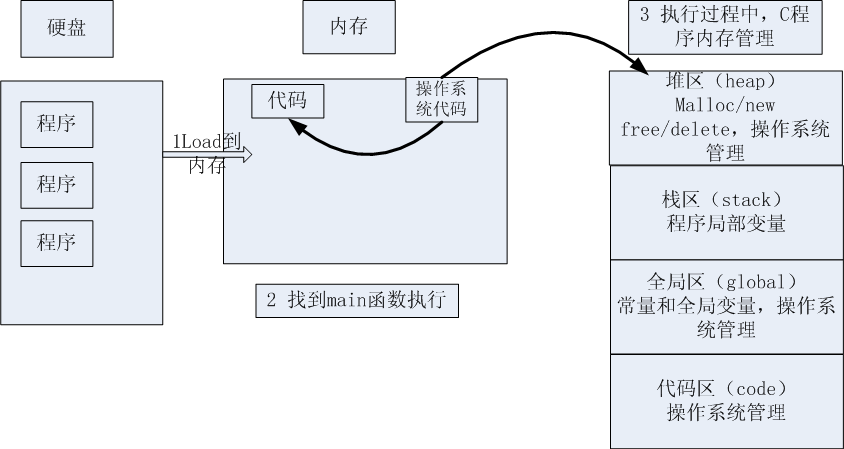 硬盘
内存
3 执行过程中，C程
序内存管理
程序
程序
程序
1Load到
内存
代码
操作系
统代码
2 找到main函数执行
堆区（heap）
Malloc/new
free/delete，操作系统
管理
栈区（stack）
程序局部变量
全局区（global）
常量和全局变量，操作系
统管理
代码区（code）
操作系统管理